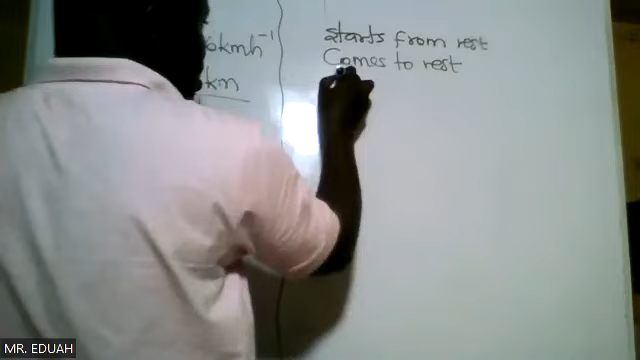 6kmh⁻¹
km
starts from rest
Comes to rest
MR. EDUAH